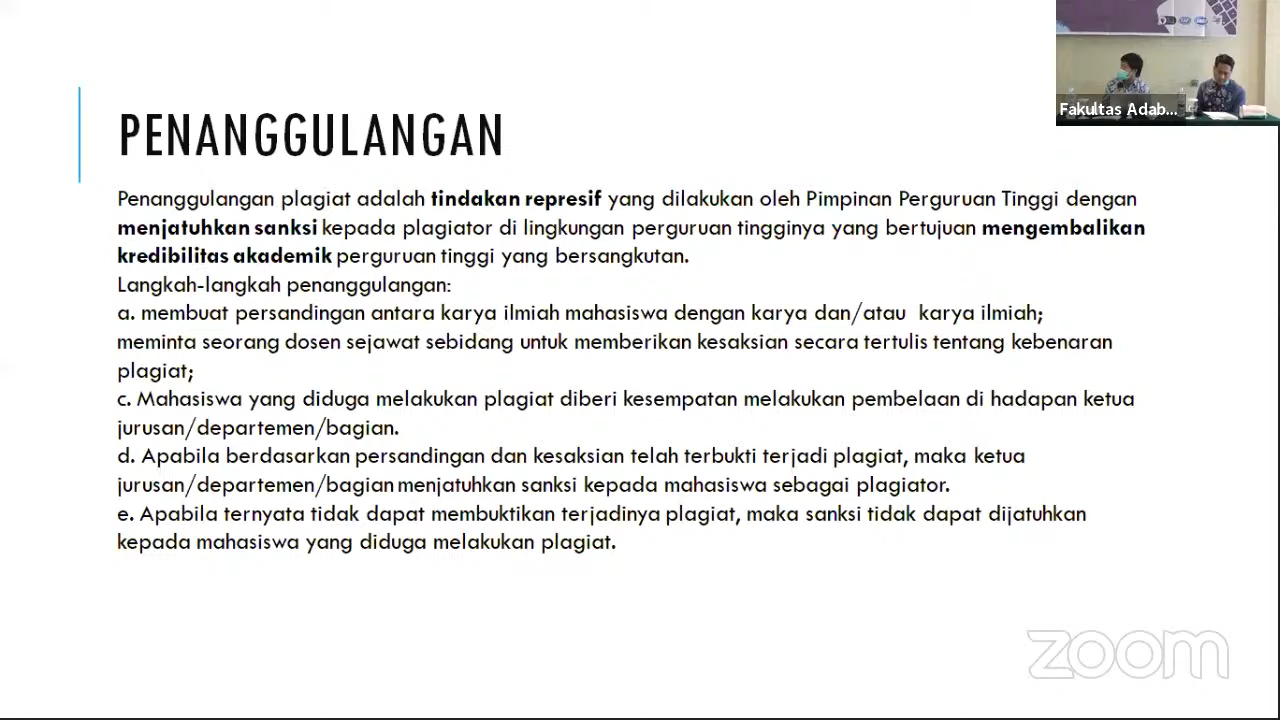 Fakultas Adab...
PENANGGULANGAN
Penanggulangan plagiat adalah tindakan represif yang dilakukan oleh Pimpinan Perguruan Tinggi dengan
menjatuhkan sanksi kepada plagiator di lingkungan perguruan tingginya yang bertujuan mengembalikan
kredibilitas akademik perguruan tinggi yang bersangkutan.
Langkah-langkah penanggulangan:
a. membuat persandingan antara karya ilmiah mahasiswa dengan karya dan/atau karya ilmiah;
meminta seorang dosen sejawat sebidang untuk memberikan kesaksian secara tertulis tentang kebenaran
plagiat;
c. Mahasiswa yang diduga melakukan plagiat diberi kesempatan melakukan pembelaan di hadapan ketua
jurusan/departemen/bagian.
d. Apabila berdasarkan persandingan dan kesaksian telah terbukti terjadi plagiat, maka ketua
jurusan/departemen/bagian menjatuhkan sanksi kepada mahasiswa sebagai plagiator.
e. Apabila ternyata tidak dapat membuktikan terjadinya plagiat, maka sanksi tidak dapat dijatuhkan
kepada mahasiswa yang diduga melakukan plagiat.
zoom